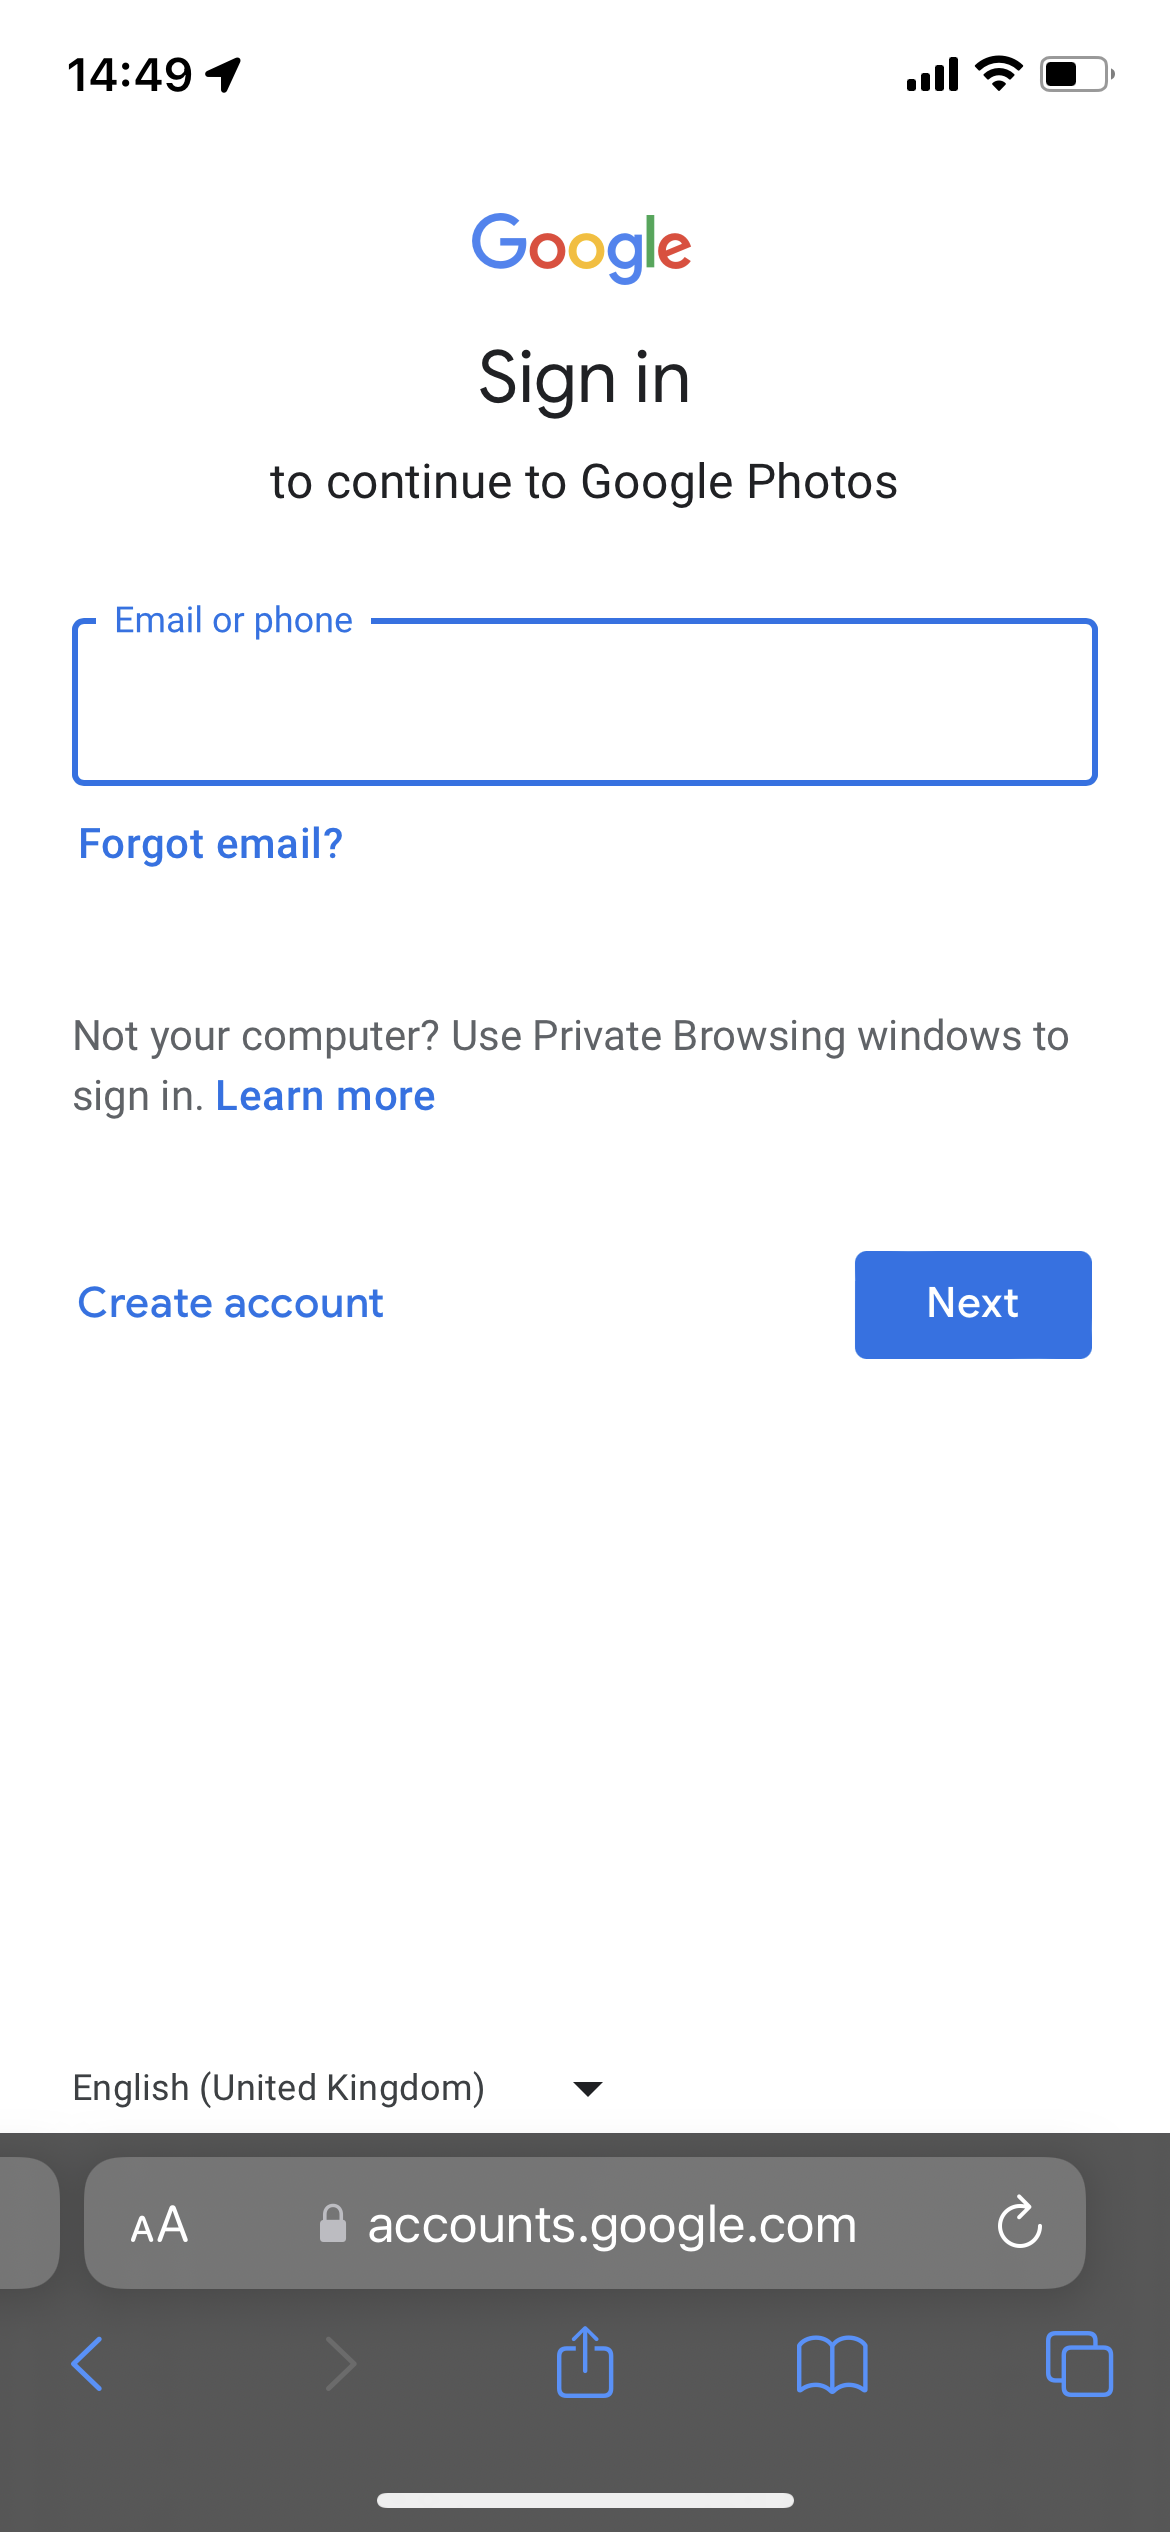 14:49
Google
Sign in
to continue to Google Photos
Email or phone
Forgot email?
Not your computer? Use Private Browsing windows to
sign in. Learn more
Create account
Next
English (United Kingdom)
AA
accounts.google.com